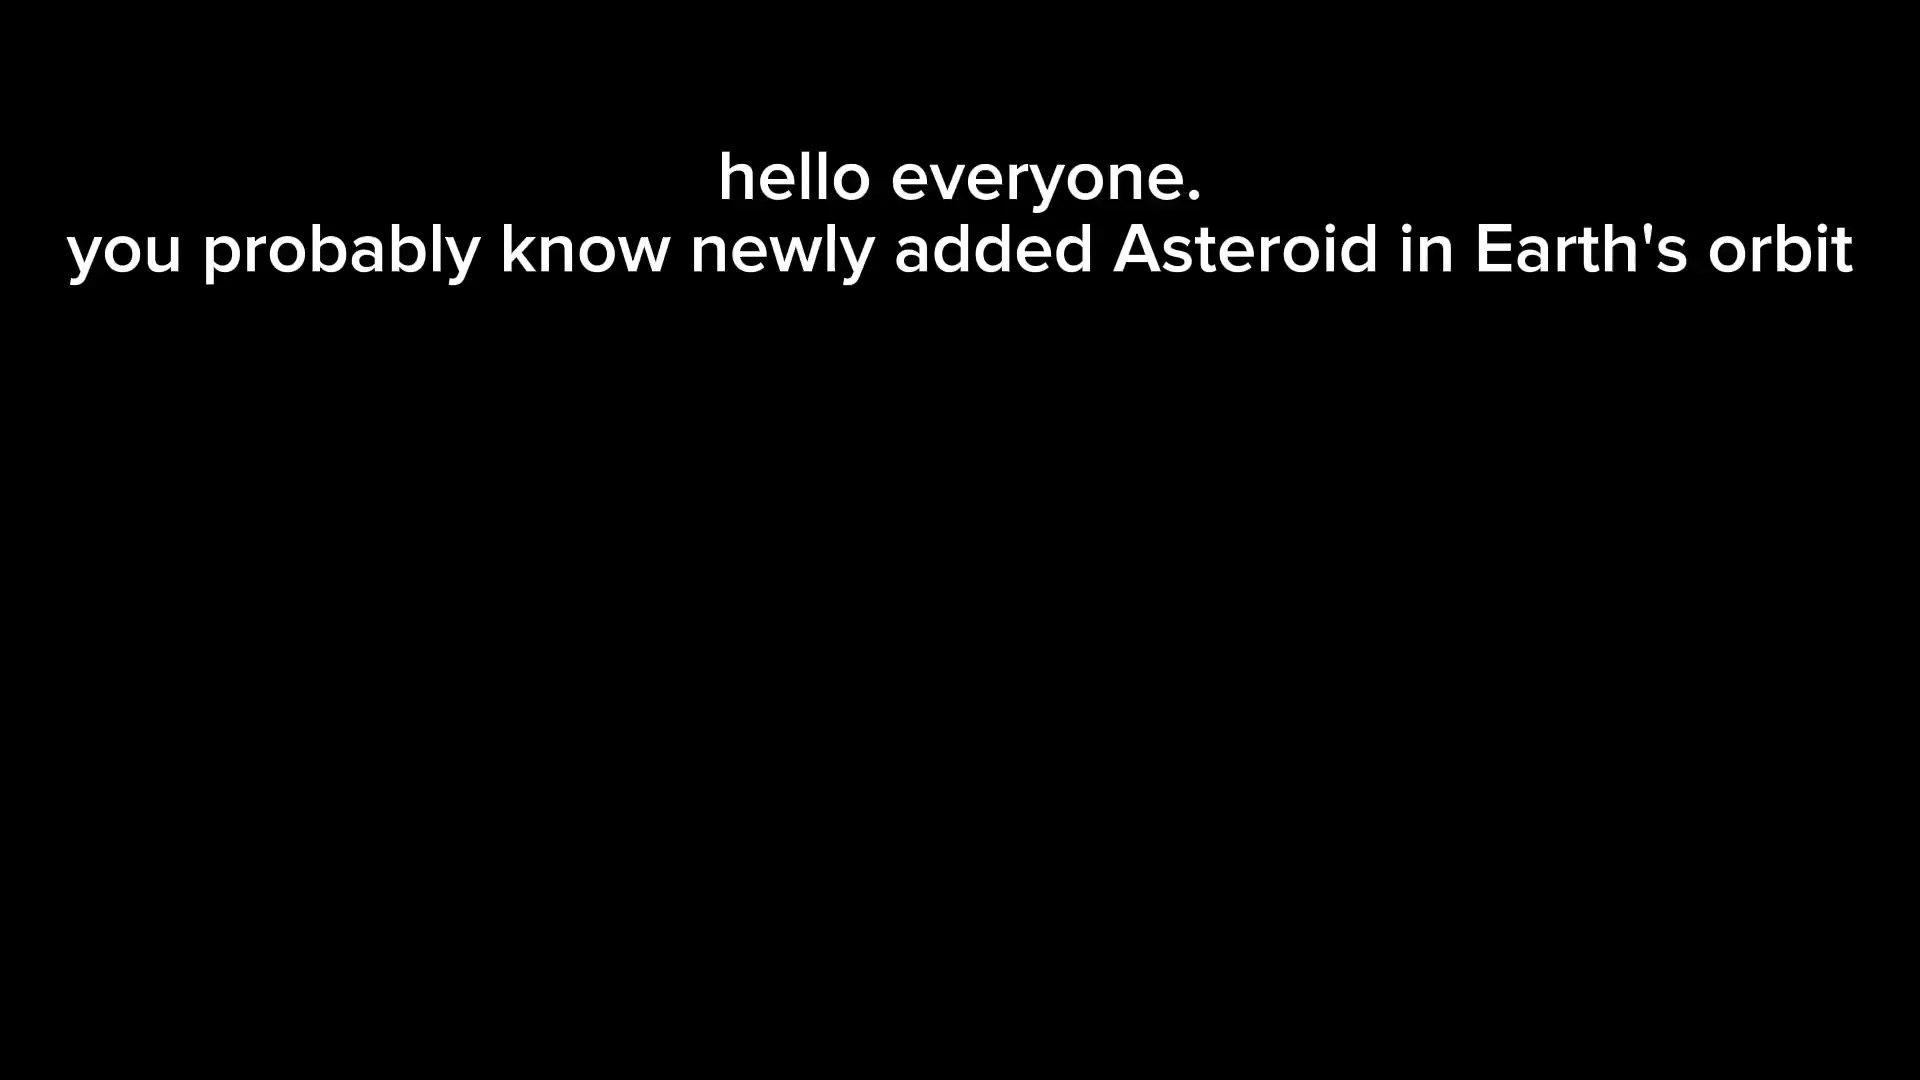 hello everyone.
you probably know newly added Asteroid in Earth's orbit